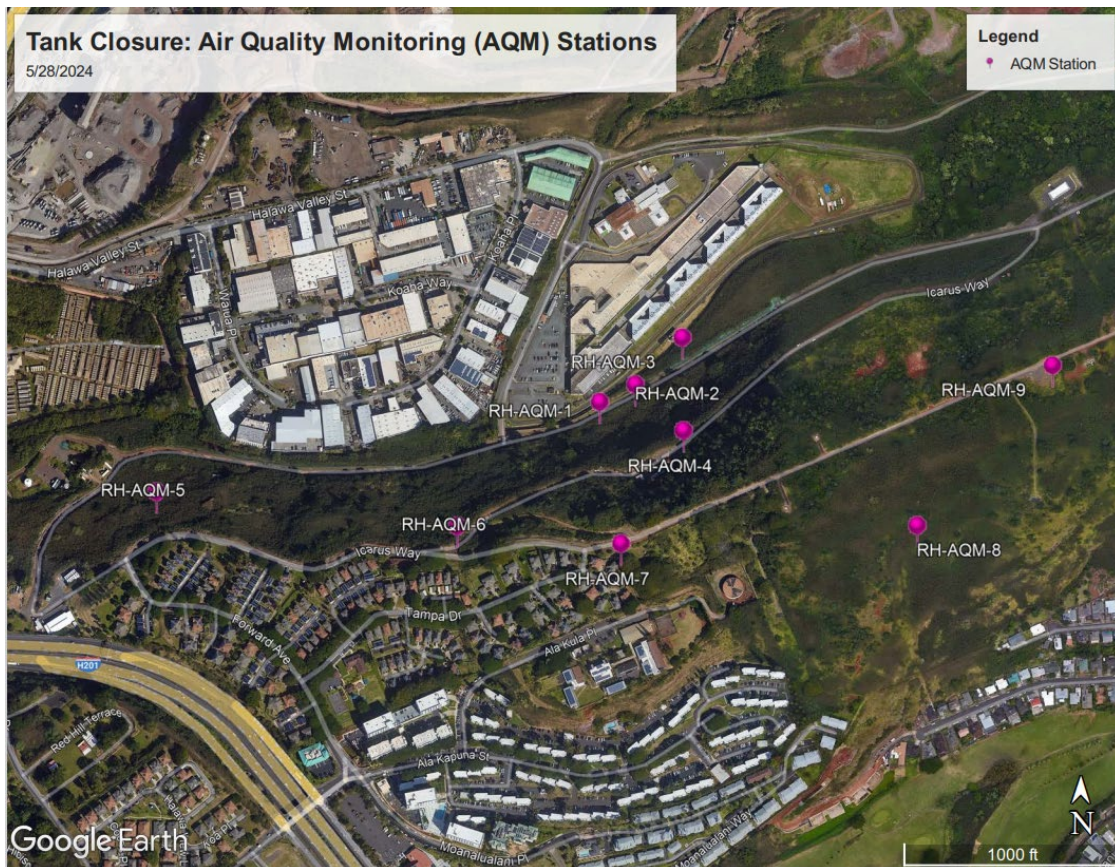 Tank Closure: Air Quality Monitoring (AQM) Stations
5/28/2024
Legend
AQM Station
Halawa Valley St
Halawa Valley St
Koaha Pl
Koaha Way
Waiua Pl
Icarus Way
RH-AQM-3
RH-AQM-9
RH-AQM-1
RH-AQM-2
RH-AQM-4
RH-AQM-5
RH-AQM-6
Icarus Way
RH-AQM-8
RH-AQM-7
Tampa Dr
Forward Ave
Ala Kula Pl
H201
Red Hill Terrace
Ala Kapuna St
Moanalualani Pl
Moanalualani Way
N
Google Earth
1000 ft